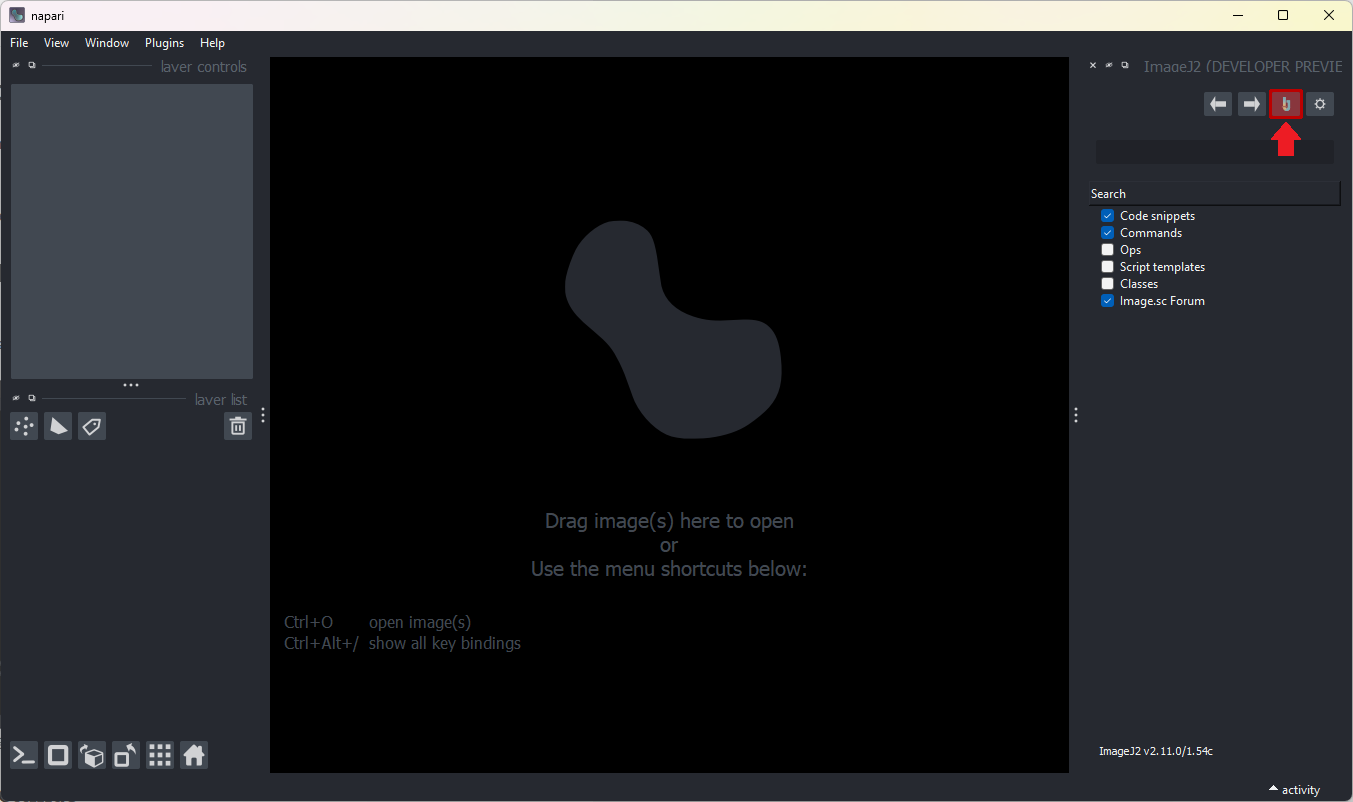 napari
File View Window Plugins Help
layer controls
ImageJ2 (DEVELOPER PREVIE
Search
Code snippets
Commands
Ops
Script templates
Classes
Image.sc Forum
layer list
Drag image(s) here to open
or
Use the menu shortcuts below:
Ctrl+O open image(s)
Ctrl+Alt+/ show all key bindings
ImageJ2 v2.11.0/1.54c
activity